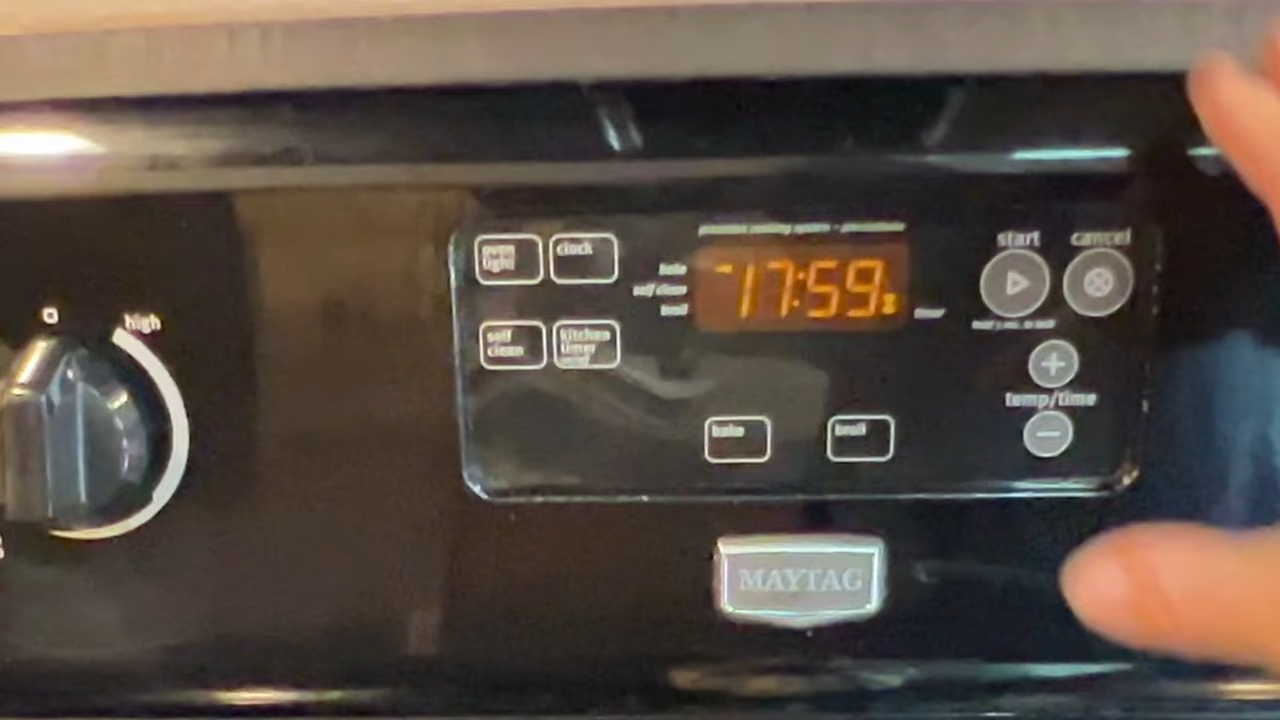 high
oven
light
clock
self
clean
kitchen
timer
bake
self clean
broil
17:59
timer
start
cancel
temp/time
bake
broil
MAYTAG